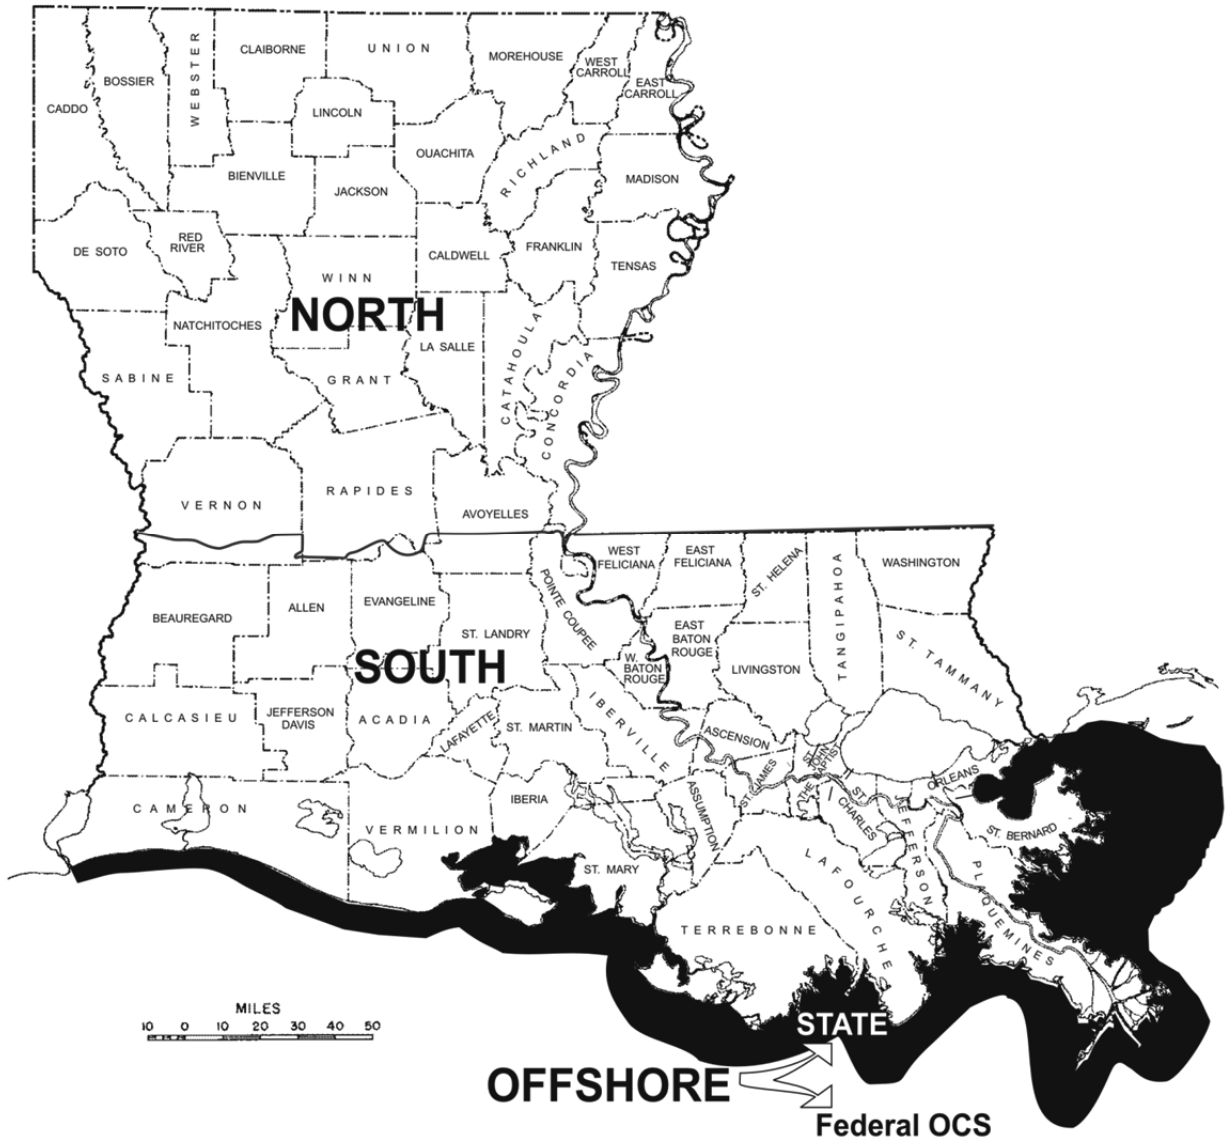 WEBSTER
CLAIBORNE
UNION
MOREHOUSE
WEST
CARROLL
EAST
CARROLL
CADDO
BOSSIER
LINCOLN
OUACHITA
RICHLAND
MADISON
BIENVILLE
JACKSON
DE SOTO
RED
RIVER
WINN
CALDWELL
FRANKLIN
TENSAS
NORTH
NATCHITOCHES
LA SALLE
CATAHOULA
CONCORDIA
SABINE
GRANT
VERNON
RAPIDES
AVOYELLES
WEST
FELICIANA
EAST
FELICIANA
ST. HELENA
TANGIPAHOA
WASHINGTON
BEAUREGARD
ALLEN
EVANGELINE
ST. LANDRY
POINTE COUPEE
EAST
BATON
ROUGE
W.
BATON
ROUGE
LIVINGSTON
ST. TAMMANY
SOUTH
CALCASIEU
JEFFERSON
DAVIS
ACADIA
LAFAYETTE
ST. MARTIN
IBERVILLE
ASCENSION
ST. JAMES
ST.
JOHN
THE BAPTIST
ST.
CHARLES
ORLEANS
CAMERON
VERMILION
IBERIA
ASSUMPTION
JEFFERSON
ST. BERNARD
ST. MARY
LAFOURCHE
PLAQUEMINES
TERREBONNE
MILES
10 0 10 20 30 40 50
STATE
OFFSHORE
Federal OCS